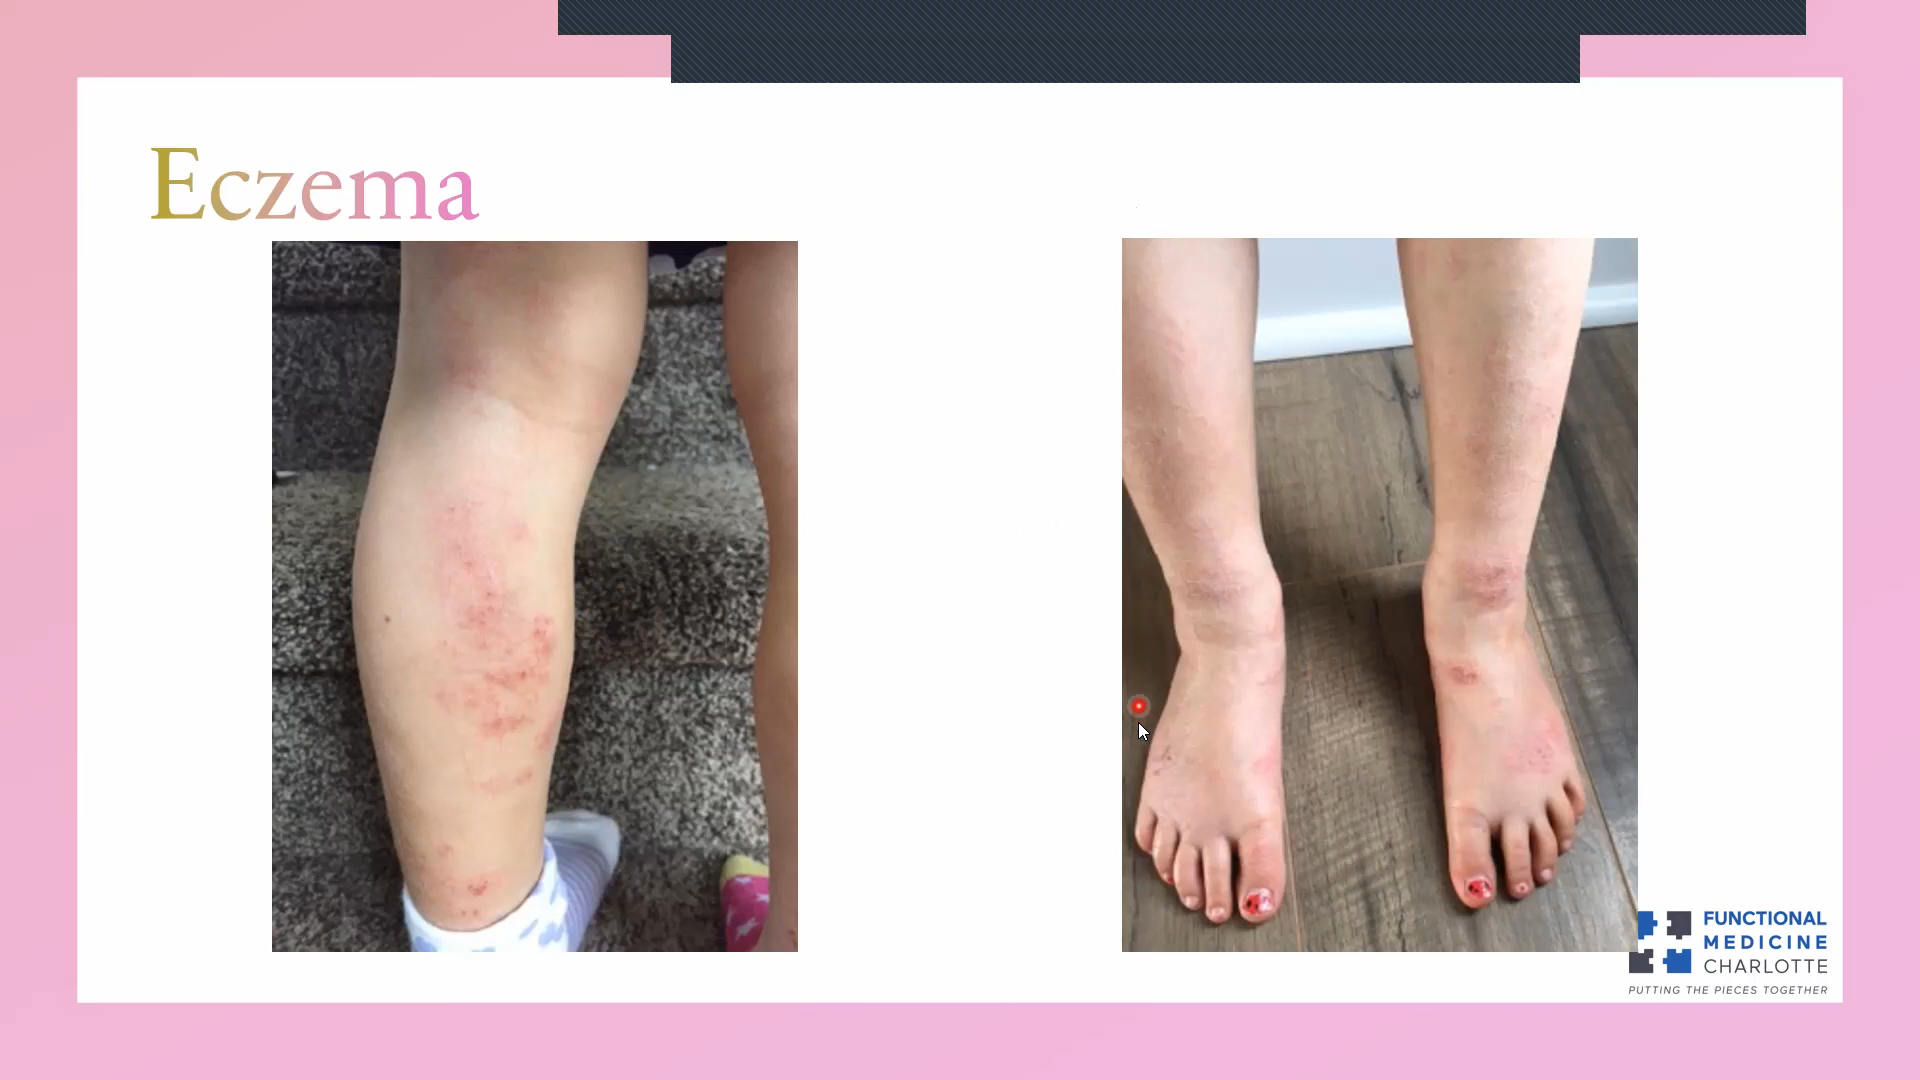 Eczema
FUNCTIONAL
MEDICINE
CHARLOTTE
PUTTING THE PIECES TOGETHER